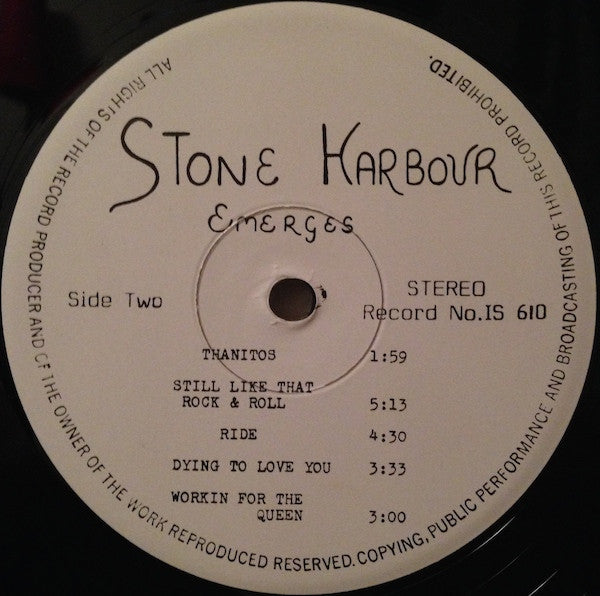 STONE HARBOUR
EMERGES
Side Two
STEREO
Record No.IS 610
THANITOS 1:59
STILL LIKE THAT
ROCK & ROLL 5:13
RIDE 4:30
DYING TO LOVE YOU 3:33
WORKIN FOR THE
QUEEN 3:00
ALL RIGHTS OF THE RECORD PRODUCER AND OF THE OWNER OF THE WORK REPRODUCED RESERVED. COPYING, PUBLIC PERFORMANCE AND BROADCASTING OF THIS RECORD PROHIBITED.